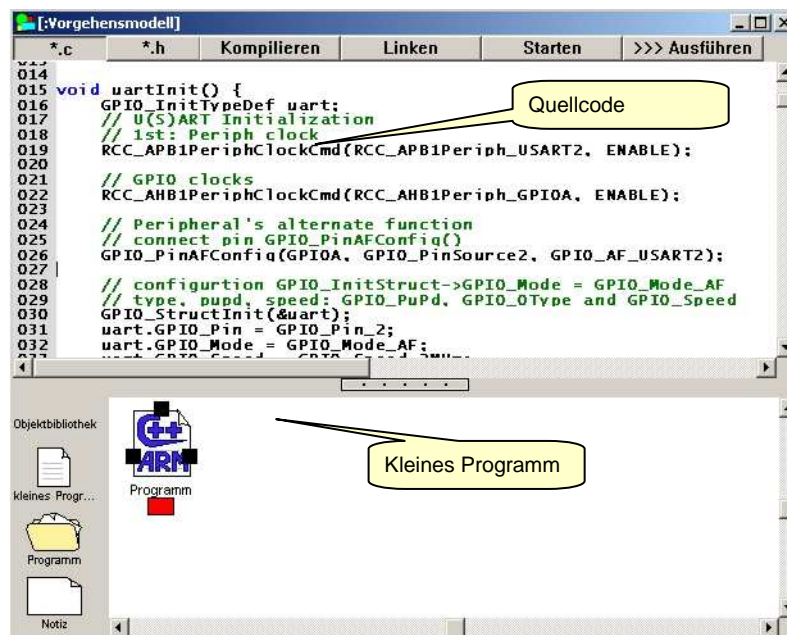 [:Vorgehensmodell]
*.c *.h Kompilieren Linken Starten >>> Ausführen
014
015 void uartInit() {
016 GPIO_InitTypeDef uart;
017 // U(S)ART Initialization
018 // 1st: Periph clock
019 RCC_APB1PeriphClockCmd(RCC_APB1Periph_USART2, ENABLE);
020
021 // GPIO clocks
022 RCC_AHB1PeriphClockCmd(RCC_AHB1Periph_GPIOA, ENABLE);
023
024 // Peripheral's alternate function
025 // connect pin GPIO_PinAFConfig()
026 GPIO_PinAFConfig(GPIOA, GPIO_PinSource2, GPIO_AF_USART2);
027
028 // configurtion GPIO_InitStruct->GPIO_Mode = GPIO_Mode_AF
029 // type, pupd, speed: GPIO_PuPd, GPIO_OType and GPIO_Speed
030 GPIO_StructInit(&uart);
031 uart.GPIO_Pin = GPIO_Pin_2;
032 uart.GPIO_Mode = GPIO_Mode_AF;
Quellcode
Objektbibliothek
kleines Progr...
Programm
Notiz
C++
ARM
Programm
Kleines Programm